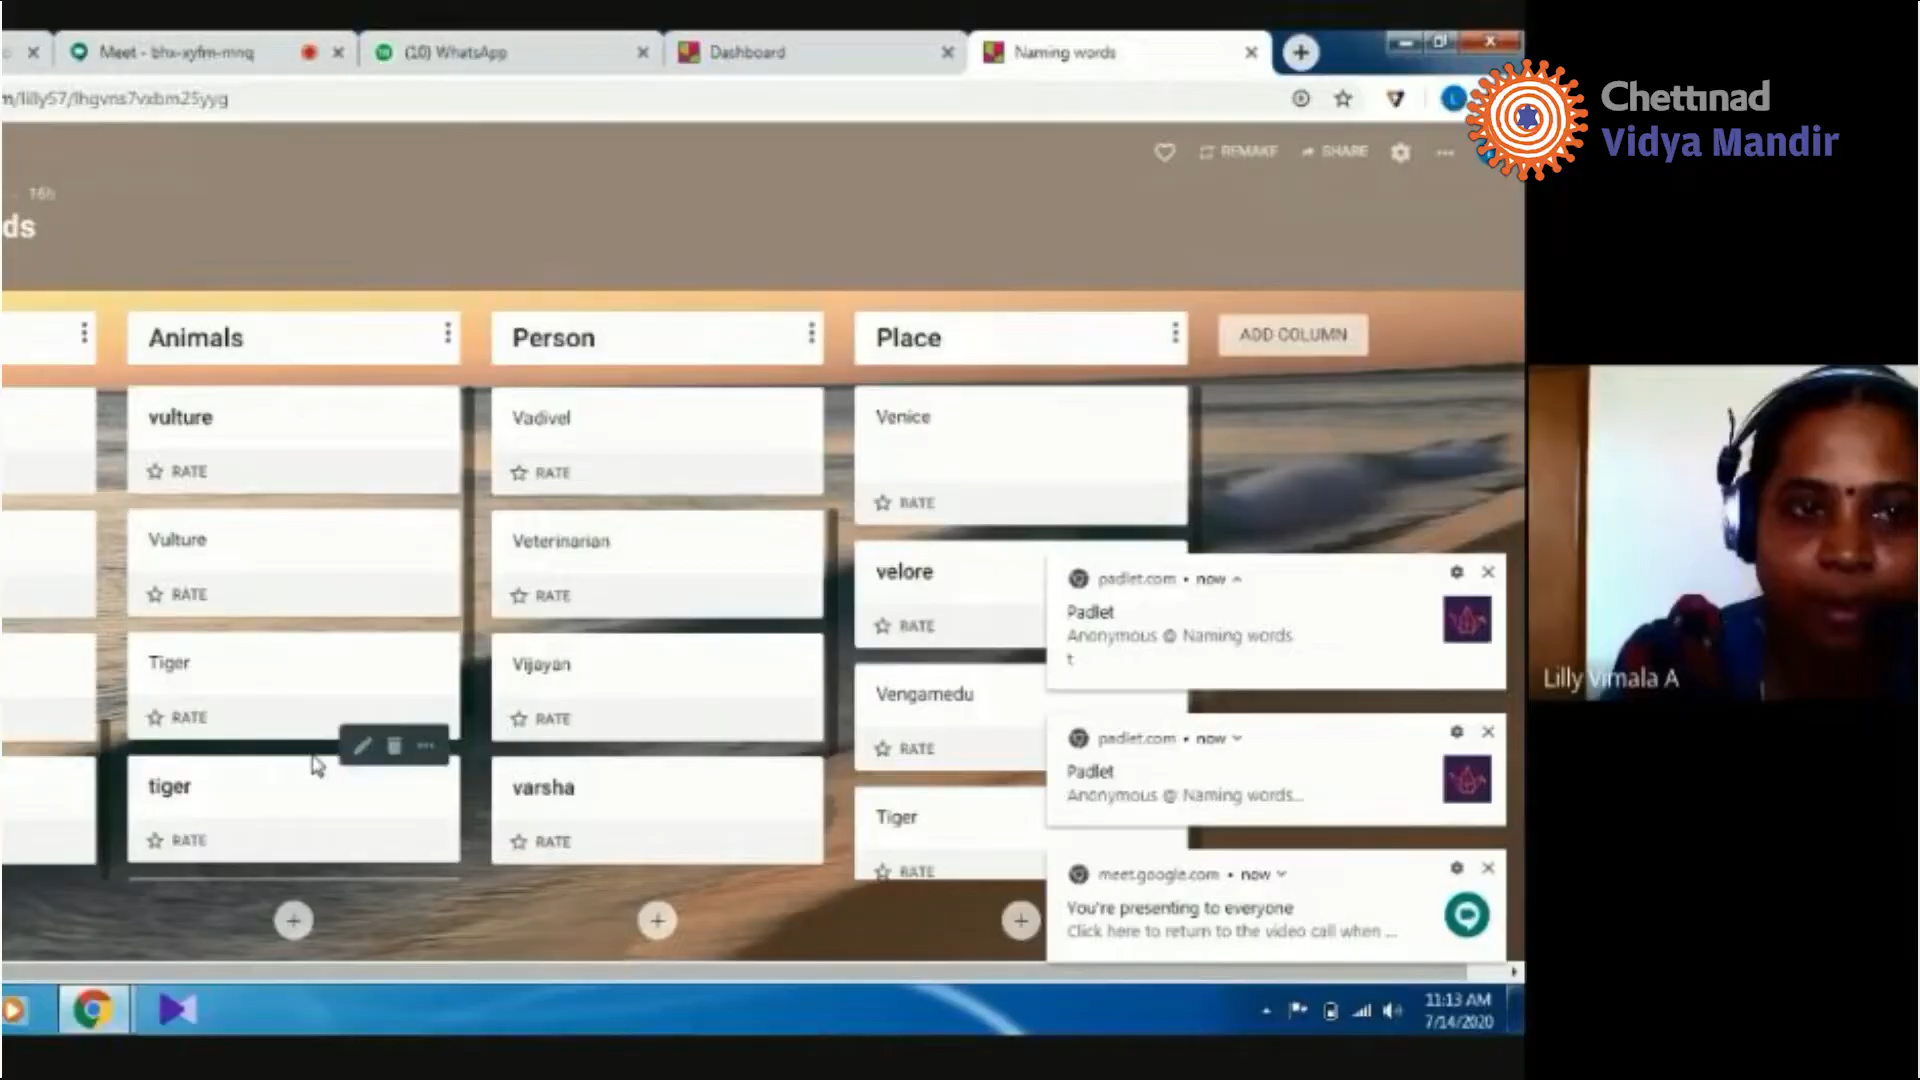 Meet - bhx-xyfm-mnq
(10) WhatsApp
Dashboard
Naming words
m/lilly57/lhgvns7vxbm25yyg
Chettinad
Vidya Mandir
REMAKE
SHARE
16h
ds
Animals
Person
Place
ADD COLUMN
vulture
RATE
Vulture
RATE
Tiger
RATE
tiger
RATE
Vadivel
RATE
Veterinarian
RATE
Vijayan
RATE
varsha
RATE
Venice
RATE
velore
RATE
Vengamedu
RATE
Tiger
RATE
padlet.com • now
Padlet
Anonymous @ Naming words
t
padlet.com • now
Padlet
Anonymous @ Naming words...
meet.google.com • now
You're presenting to everyone
Click here to return to the video call when ...
Lilly Vimala A
11:13 AM
7/14/2020